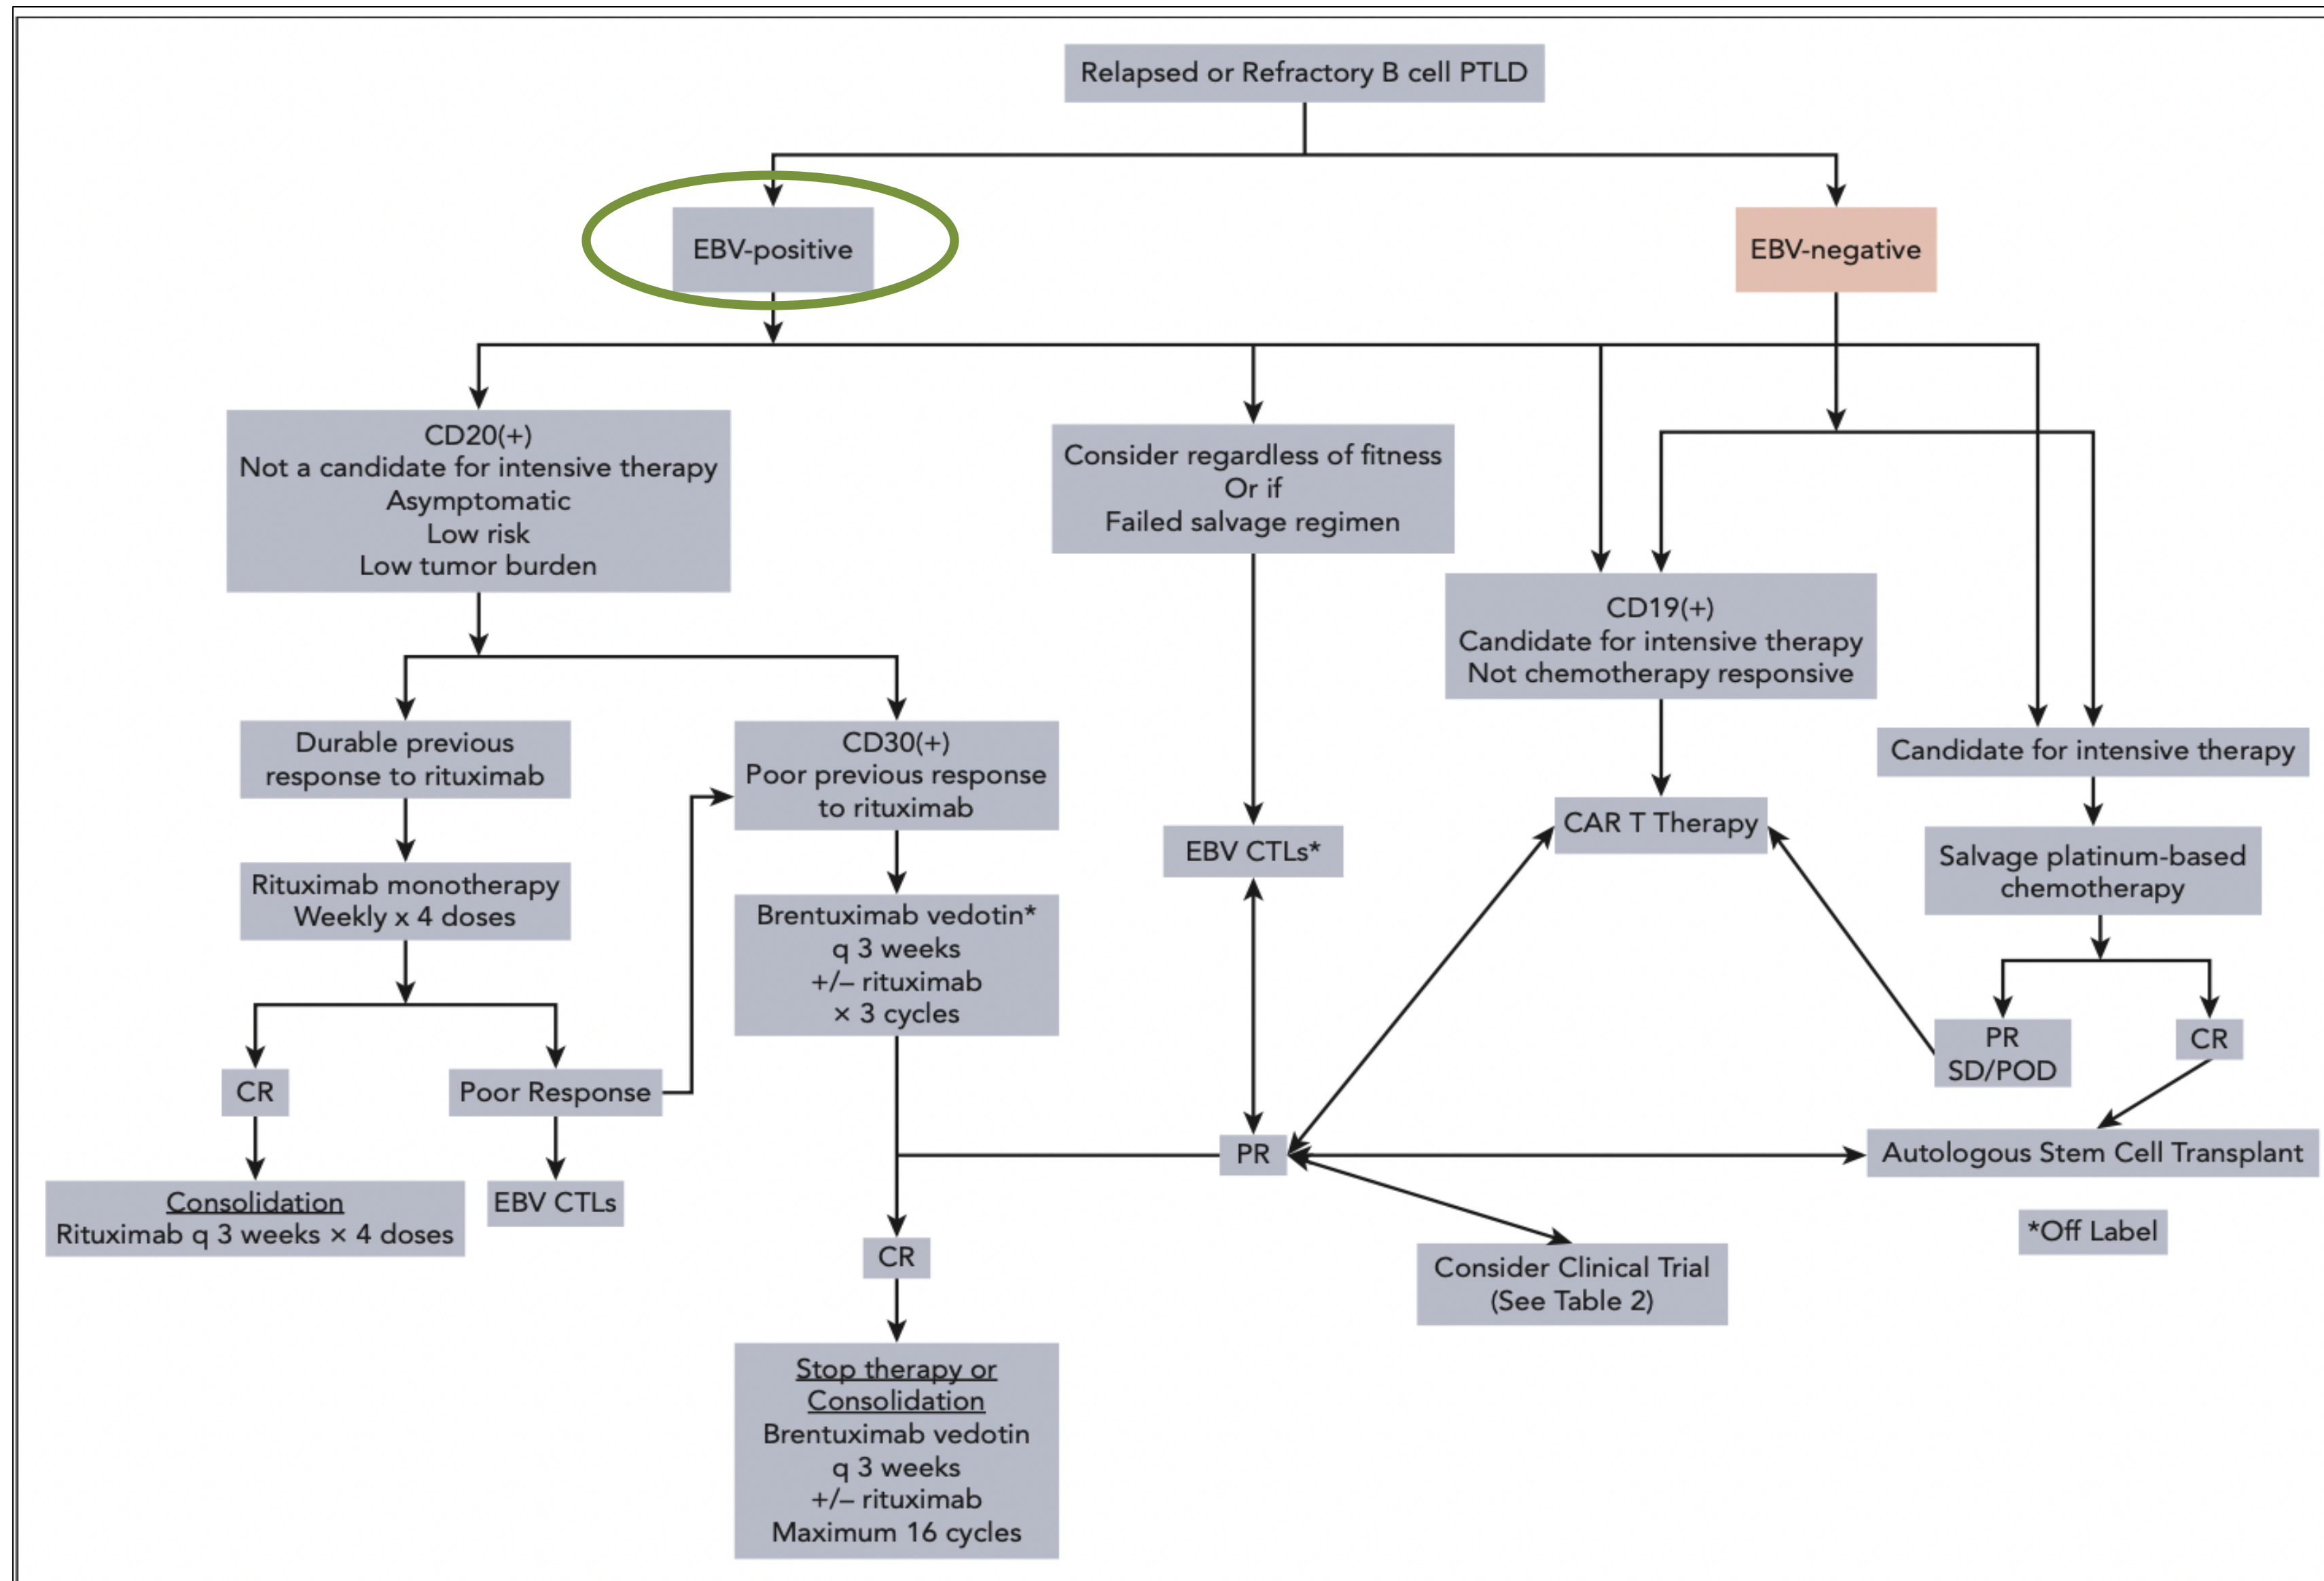 Relapsed or Refractory B cell PTLD
EBV-positive
EBV-negative
CD20(+)
Not a candidate for intensive therapy
Asymptomatic
Low risk
Low tumor burden
Consider regardless of fitness
Or if
Failed salvage regimen
CD19(+)
Candidate for intensive therapy
Not chemotherapy responsive
Durable previous
response to rituximab
CD30(+)
Poor previous response
to rituximab
Candidate for intensive therapy
CAR T Therapy
EBV CTLs*
Salvage platinum-based
chemotherapy
Rituximab monotherapy
Weekly x 4 doses
Brentuximab vedotin*
q 3 weeks
+/– rituximab
× 3 cycles
PR
SD/POD
CR
CR
Poor Response
PR
Autologous Stem Cell Transplant
Consolidation
Rituximab q 3 weeks × 4 doses
EBV CTLs
*Off Label
CR
Consider Clinical Trial
(See Table 2)
Stop therapy or
Consolidation
Brentuximab vedotin
q 3 weeks
+/– rituximab
Maximum 16 cycles